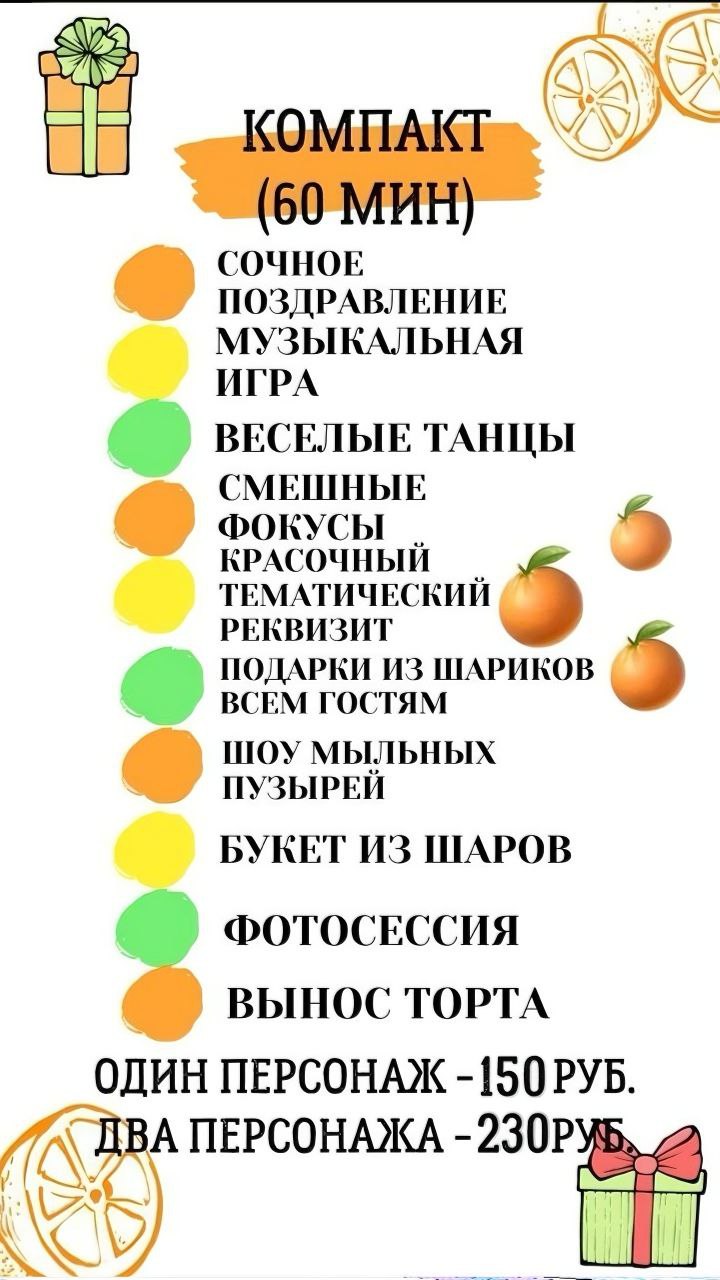 КОМПАКТ
(60 МИН)
СОЧНОЕ
ПОЗДРАВЛЕНИЕ
МУЗЫКАЛЬНАЯ
ИГРА
ВЕСЕЛЫЕ ТАНЦЫ
СМЕШНЫЕ
ФОКУСЫ
КРАСОЧНЫЙ
ТЕМАТИЧЕСКИЙ
РЕКВИЗИТ
ПОДАРКИ ИЗ ШАРИКОВ
ВСЕМ ГОСТЯМ
ШОУ МЫЛЬНЫХ
ПУЗЫРЕЙ
БУКЕТ ИЗ ШАРОВ
ФОТОСЕССИЯ
ВЫНОС ТОРТА
ОДИН ПЕРСОНАЖ -150 РУБ.
ДВА ПЕРСОНАЖА -230РУБ.